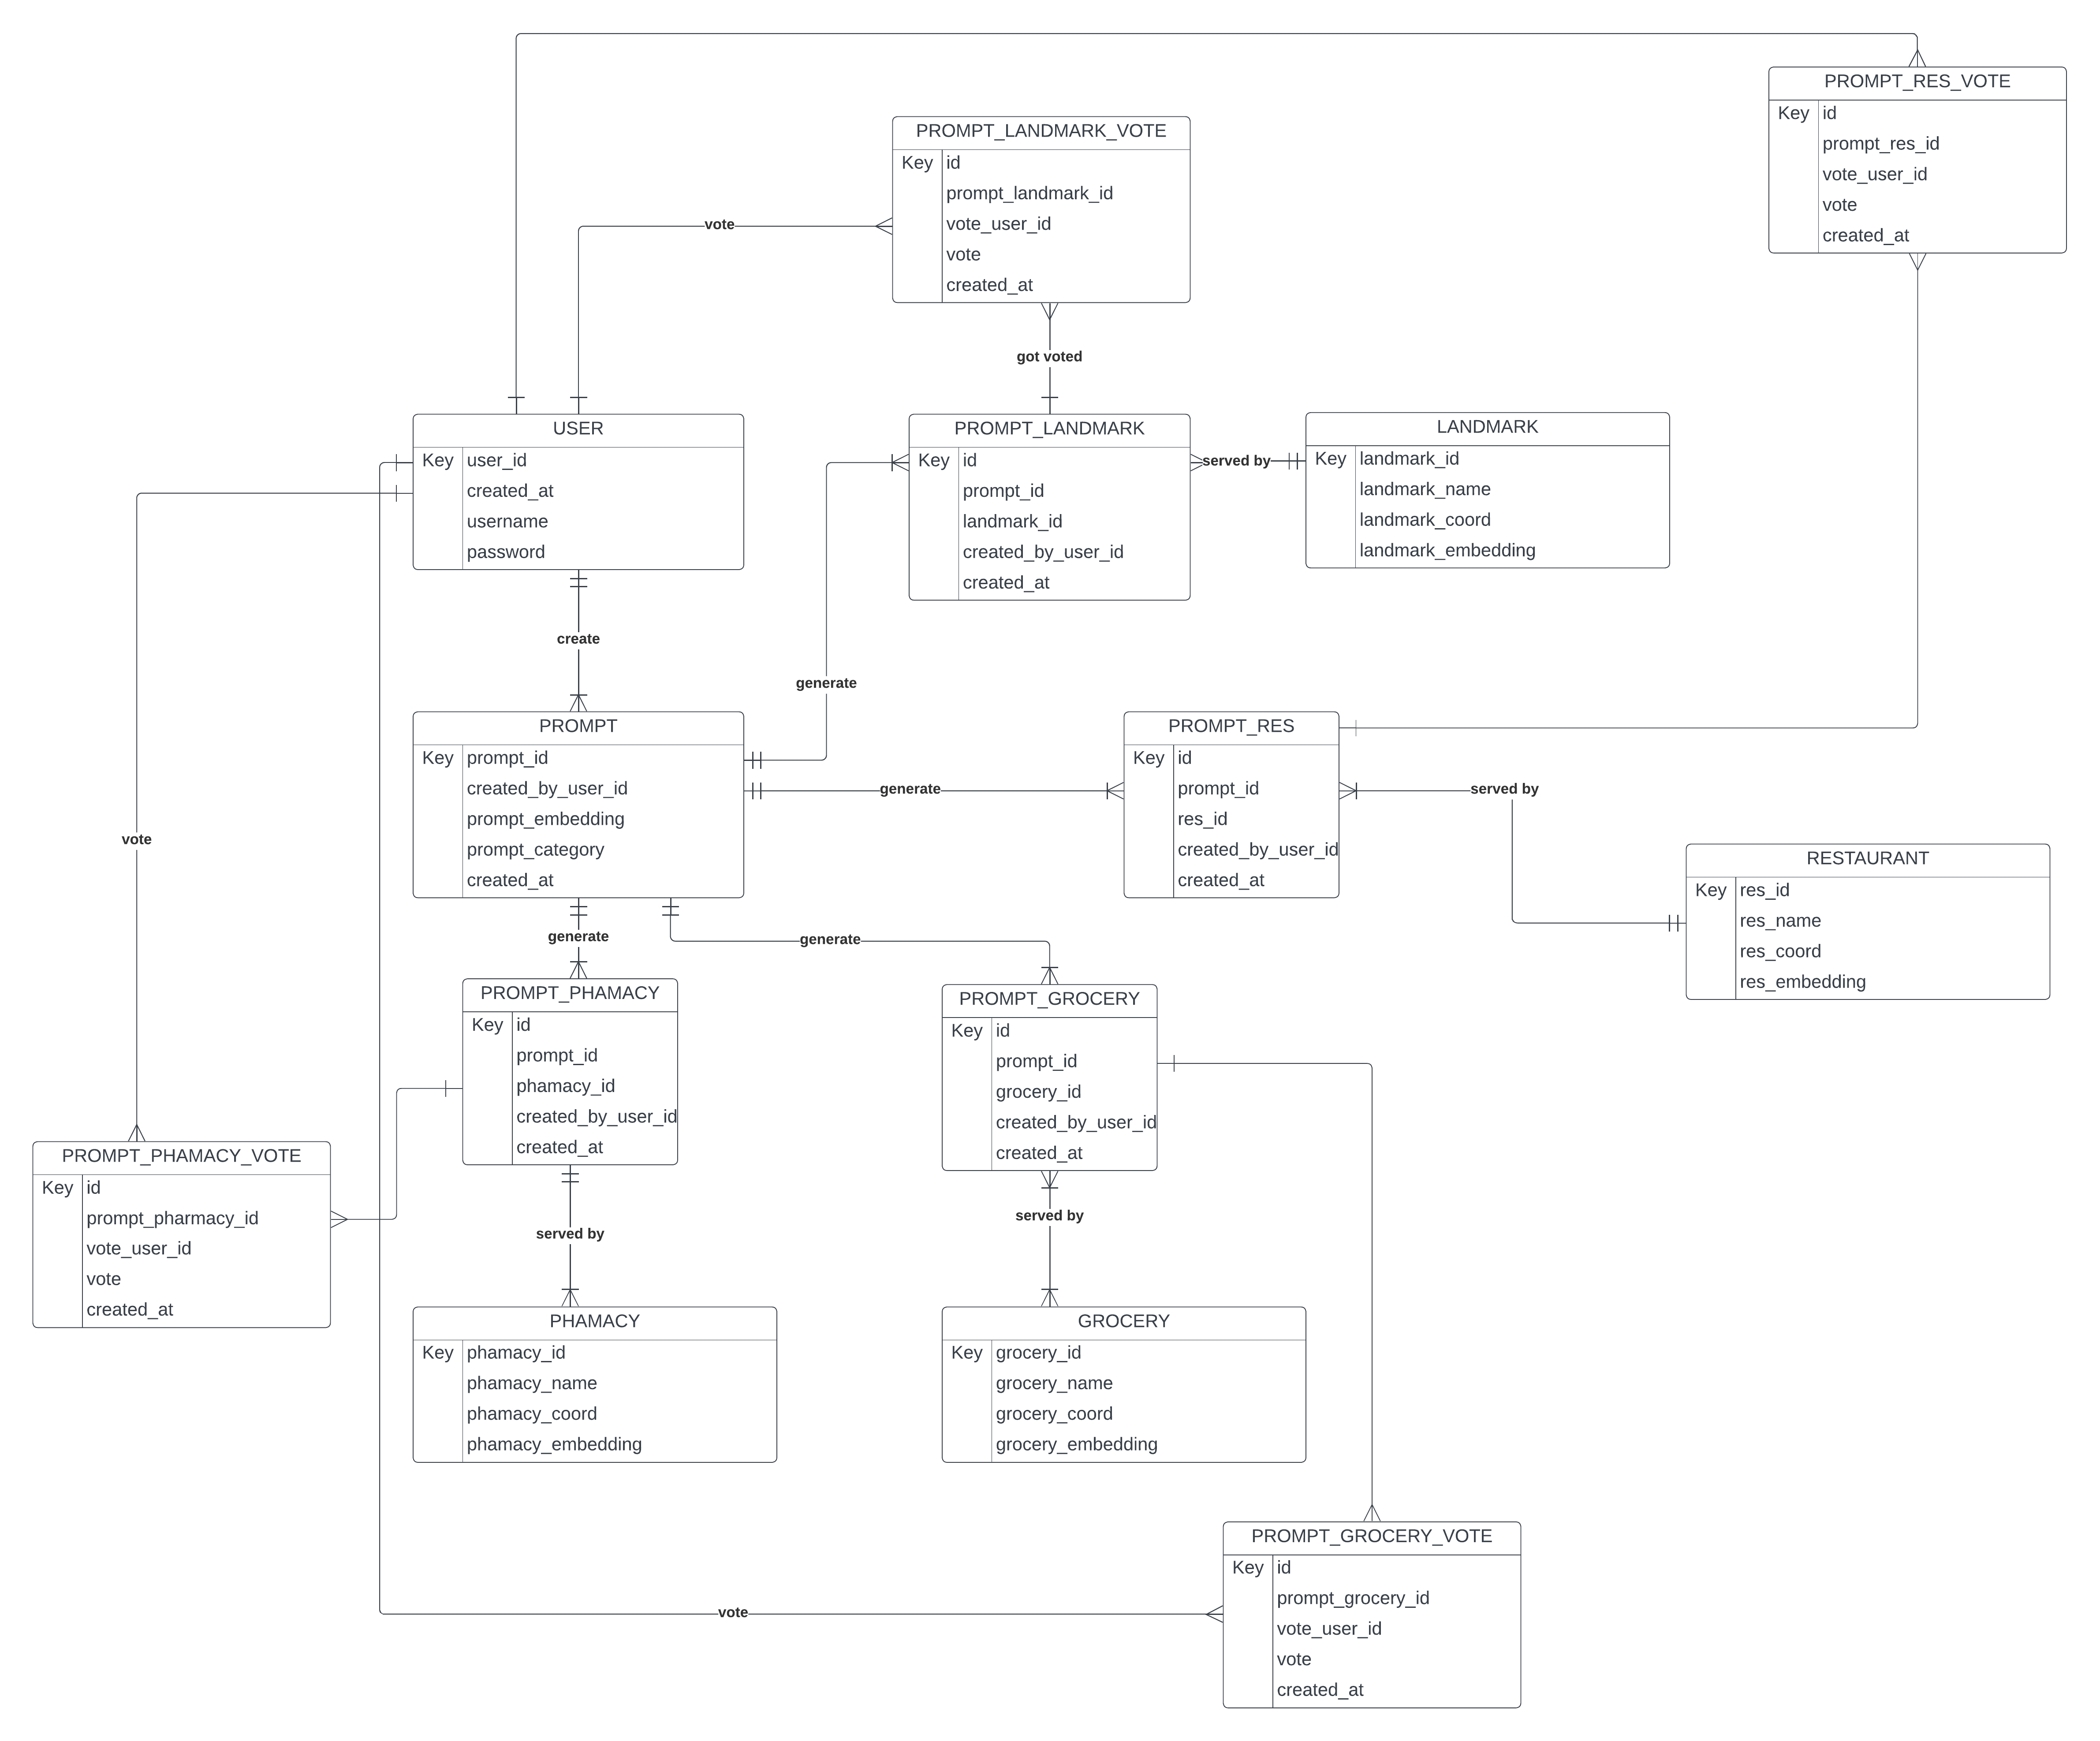 PROMPT_RES_VOTE
Key id
prompt_res_id
vote_user_id
vote
created_at
PROMPT_LANDMARK_VOTE
Key id
prompt_landmark_id
vote_user_id
vote
created_at
vote
got voted
USER
Key user_id
created_at
username
password
PROMPT_LANDMARK
Key id
prompt_id
landmark_id
created_by_user_id
created_at
served by
LANDMARK
Key landmark_id
landmark_name
landmark_coord
landmark_embedding
create
generate
PROMPT
Key prompt_id
created_by_user_id
prompt_embedding
prompt_category
created_at
generate
PROMPT_RES
Key id
prompt_id
res_id
created_by_user_id
created_at
served by
RESTAURANT
Key res_id
res_name
res_coord
res_embedding
vote
generate
generate
PROMPT_PHAMACY
Key id
prompt_id
phamacy_id
created_by_user_id
created_at
PROMPT_GROCERY
Key id
prompt_id
grocery_id
created_by_user_id
created_at
PROMPT_PHAMACY_VOTE
Key id
prompt_pharmacy_id
vote_user_id
vote
created_at
served by
served by
PHAMACY
Key phamacy_id
phamacy_name
phamacy_coord
phamacy_embedding
GROCERY
Key grocery_id
grocery_name
grocery_coord
grocery_embedding
PROMPT_GROCERY_VOTE
Key id
prompt_grocery_id
vote_user_id
vote
created_at
vote